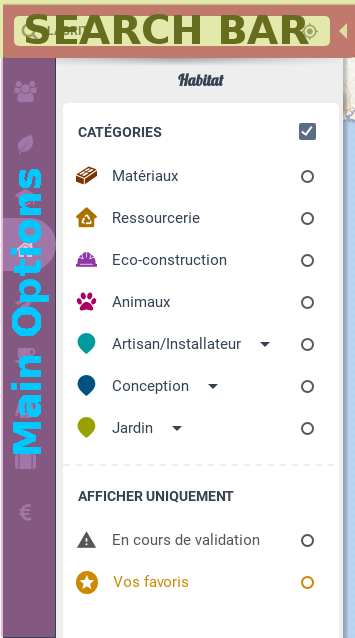 SEARCH BAR
Habitat
CATÉGORIES
Matériaux
Ressourcerie
Eco-construction
Animaux
Artisan/Installateur
Conception
Jardin
AFFICHER UNIQUEMENT
En cours de validation
Vos favoris
Main Options
€